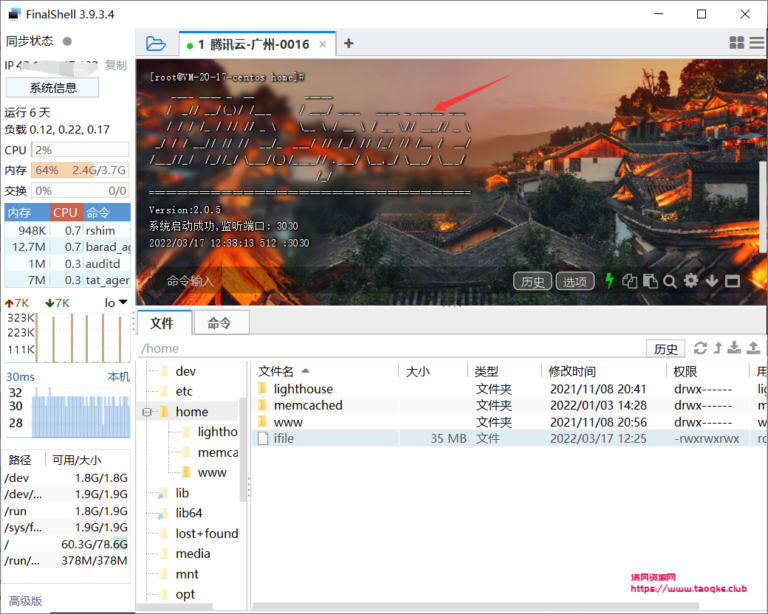 FinalShell 3.9.3.4
同步状态
IP
复制
系统信息
运行 6 天
负载 0.12, 0.22, 0.17
CPU 2%
内存 64% 2.4G/3.7G
交换 0% 0/0
内存 CPU 命令
948K 0.7 rshim
12.7M 0.7 barad_ag
1M 0.3 auditd
7M 0.3 tat_agen
7K 7K lo
323K
223K
111K
30ms 本机
32
30
28
路径 可用/大小
/dev 1.8G/1.8G
/dev/... 1.9G/1.9G
/run 1.8G/1.9G
/sys/f... 1.9G/1.9G
/ 60.3G/78.6G
/run/... 378M/378M
高级版
1 腾讯云-广州-0016
[root@VM-20-17-centos home]#
Version:2.0.5
系统启动成功,监听端口: 3030
2022/03/17 12:38:13 512 :3030
命令输入
历史 选项
文件 命令
/home
历史
dev
etc
home
lightho
memca
www
lib
lib64
lost+found
media
mnt
opt
文件名 大小 类型 修改时间 权限 用
lighthouse 文件夹 2021/11/08 20:41 drwx------
memcached 文件夹 2022/01/03 14:28 drwx------
www 文件夹 2021/11/08 20:56 drwx------
ifile 35 MB 文件 2022/03/17 12:25 -rwxrwxrwx
清风资源网
https://www.taoqks.club